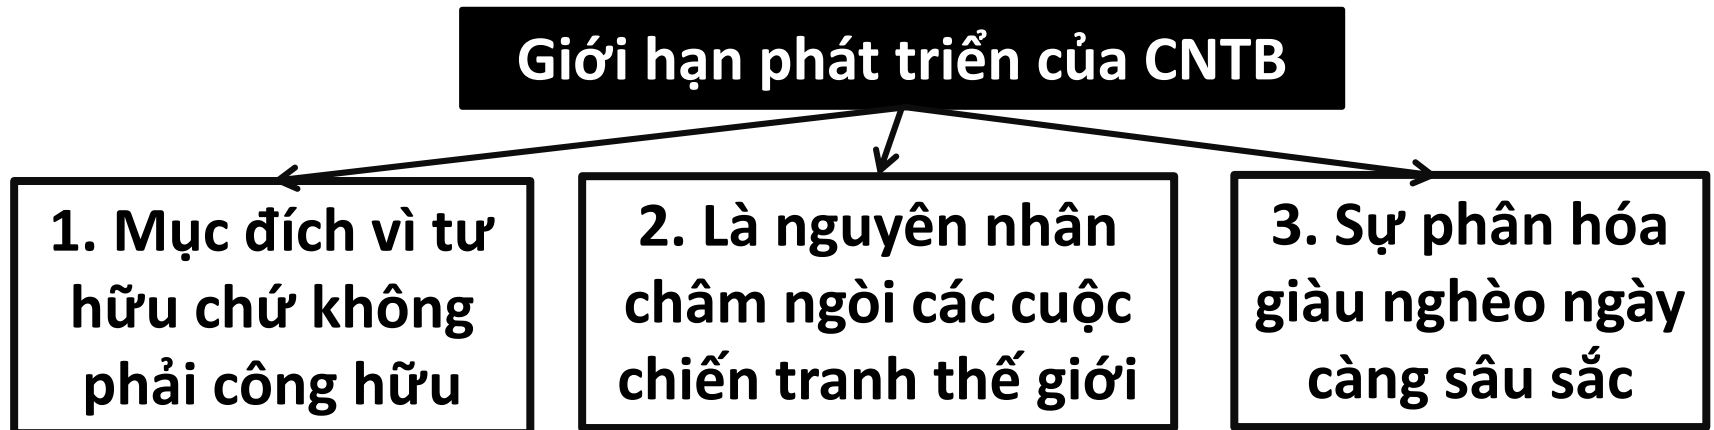 Giới hạn phát triển của CNTB
1. Mục đích vì tư
hữu chứ không
phải công hữu
2. Là nguyên nhân
châm ngòi các cuộc
chiến tranh thế giới
3. Sự phân hóa
giàu nghèo ngày
càng sâu sắc